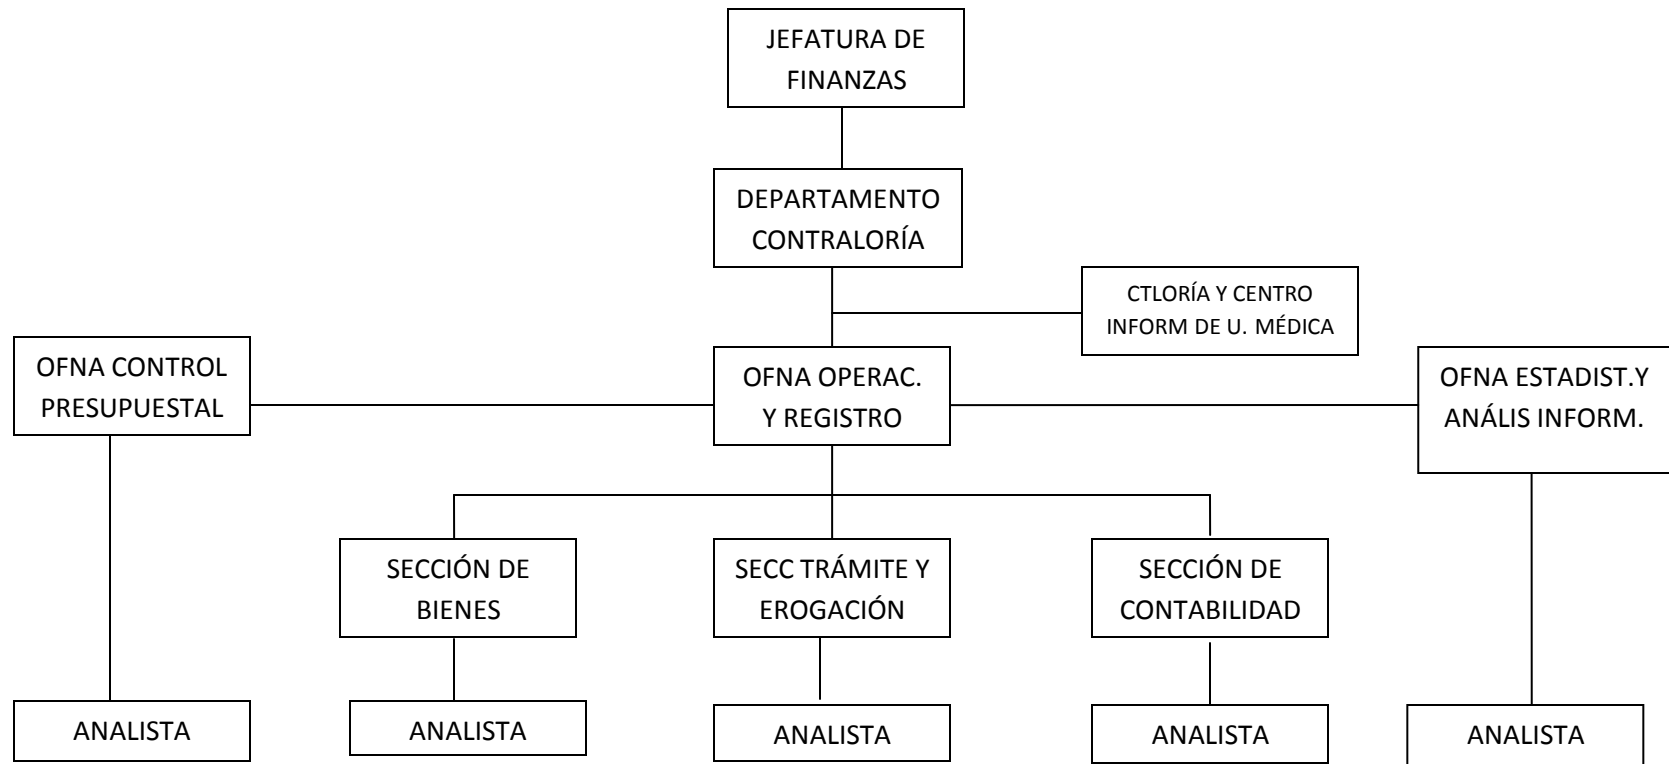 JEFATURA DE
FINANZAS
DEPARTAMENTO
CONTRALORÍA
CTLORÍA Y CENTRO
INFORM DE U. MÉDICA
OFNA CONTROL
PRESUPUESTAL
OFNA OPERAC.
Y REGISTRO
OFNA ESTADIST.Y
ANÁLIS INFORM.
SECCIÓN DE
BIENES
SECC TRÁMITE Y
EROGACIÓN
SECCIÓN DE
CONTABILIDAD
ANALISTA
ANALISTA
ANALISTA
ANALISTA
ANALISTA